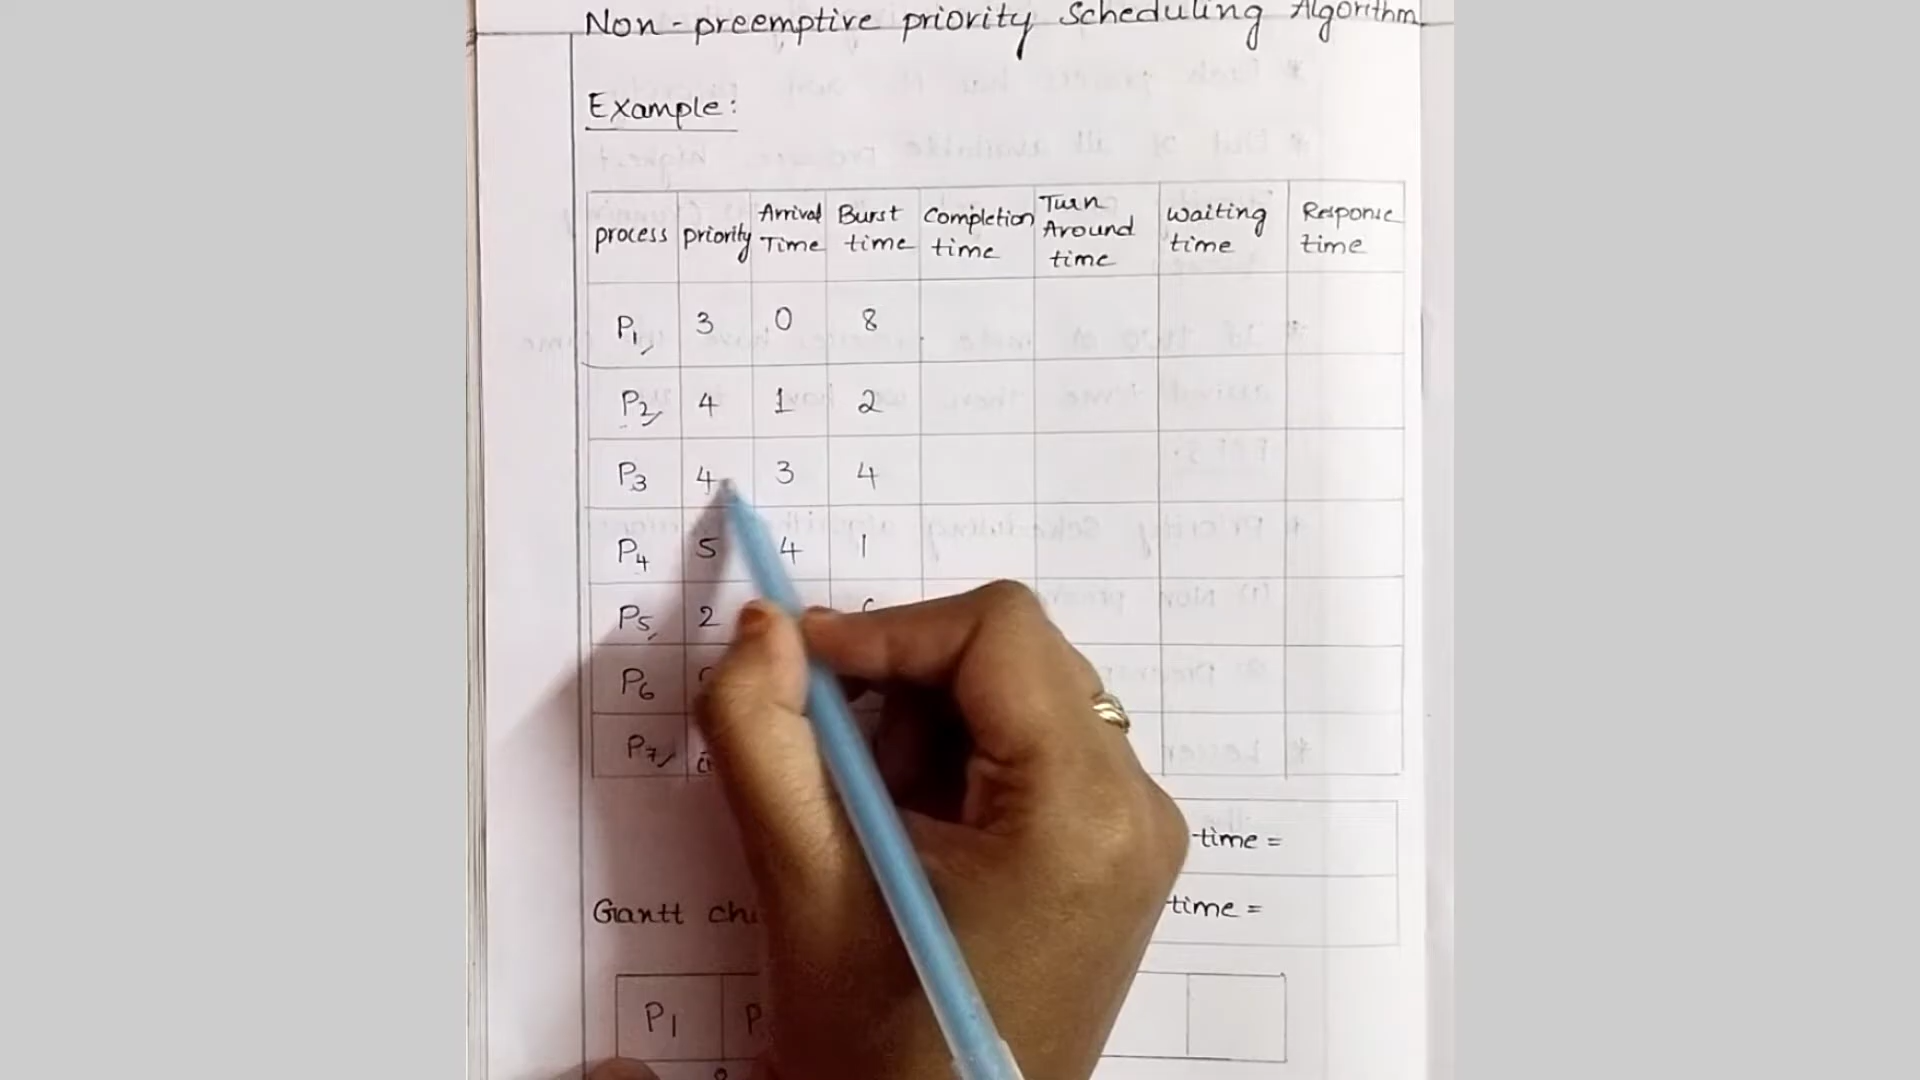 Non-preemptive priority Scheduling Algorithm
Example:
process priority Arrival Time Burst time Completion time Turn Around time waiting time Response time
P1 3 0 8
P2 4 1 2
P3 4 3 4
P4 5 4 1
P5 2
P6
P7
time =
Gantt
time =
P1 P